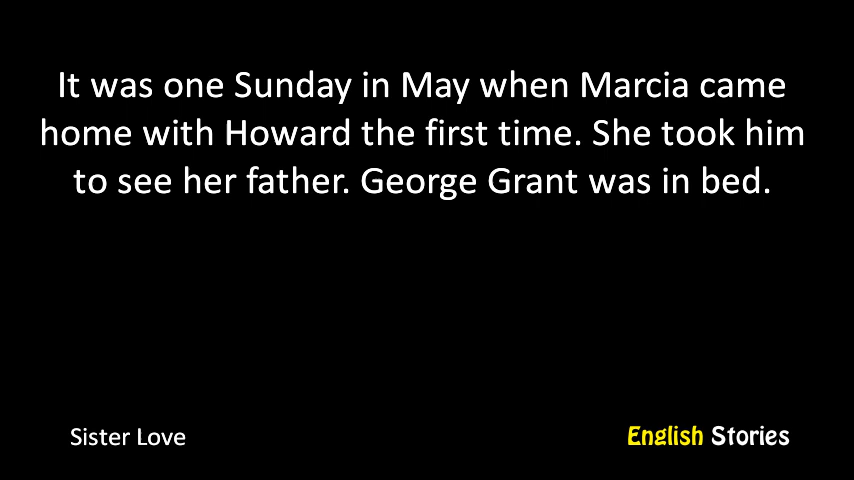 It was one Sunday in May when Marcia came
home with Howard the first time. She took him
to see her father. George Grant was in bed.
Sister Love
English Stories